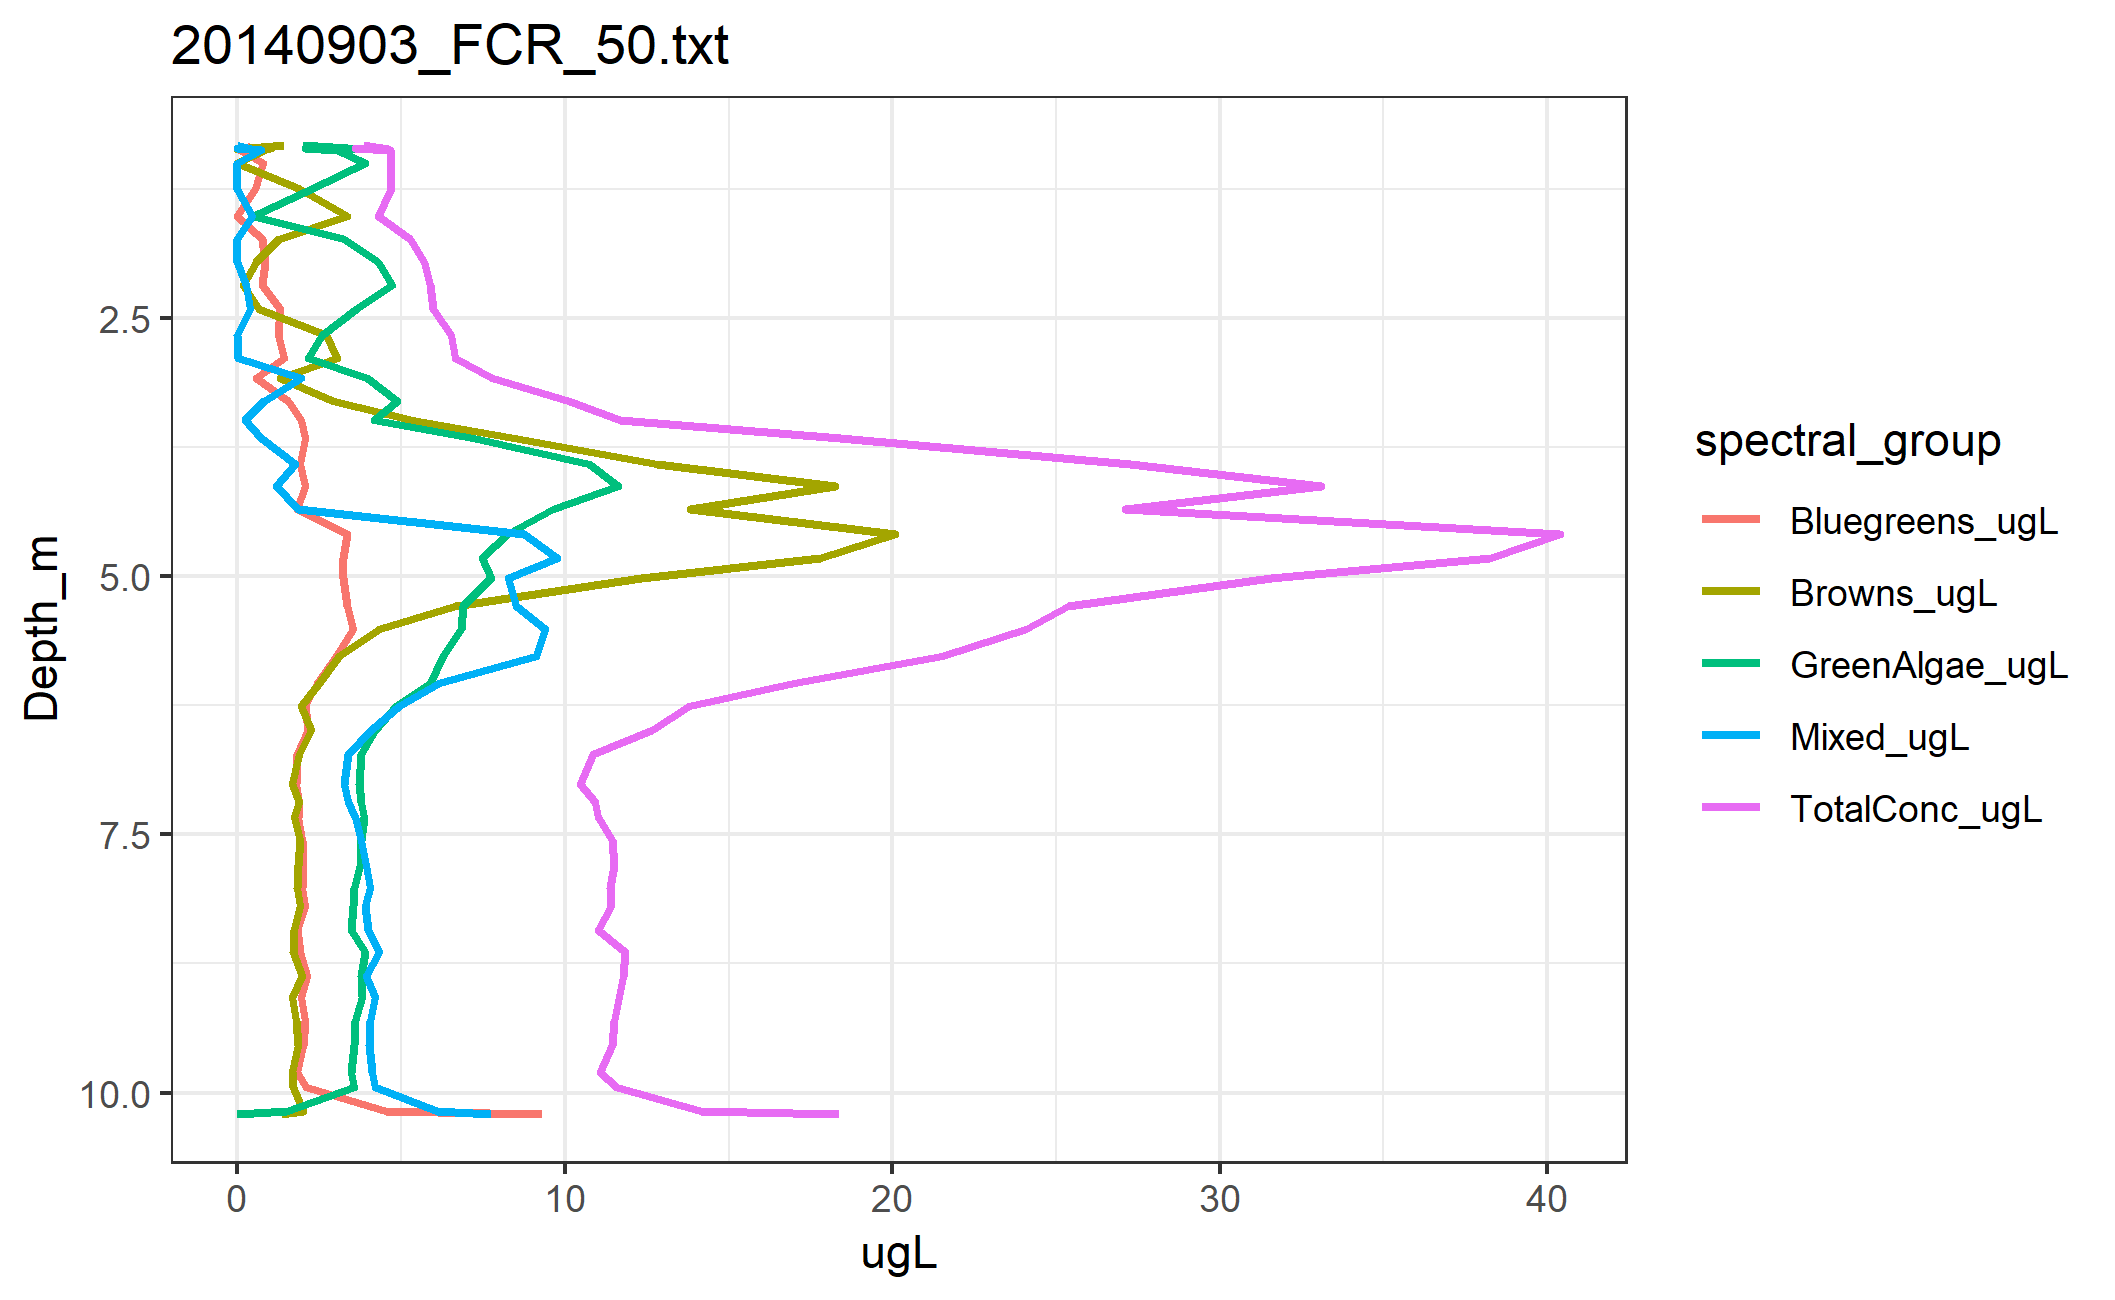 20140903_FCR_50.txt
Depth_m
2.5
5.0
7.5
10.0
0
10
20
30
40
ugL
spectral_group
Bluegreens_ugL
Browns_ugL
GreenAlgae_ugL
Mixed_ugL
TotalConc_ugL